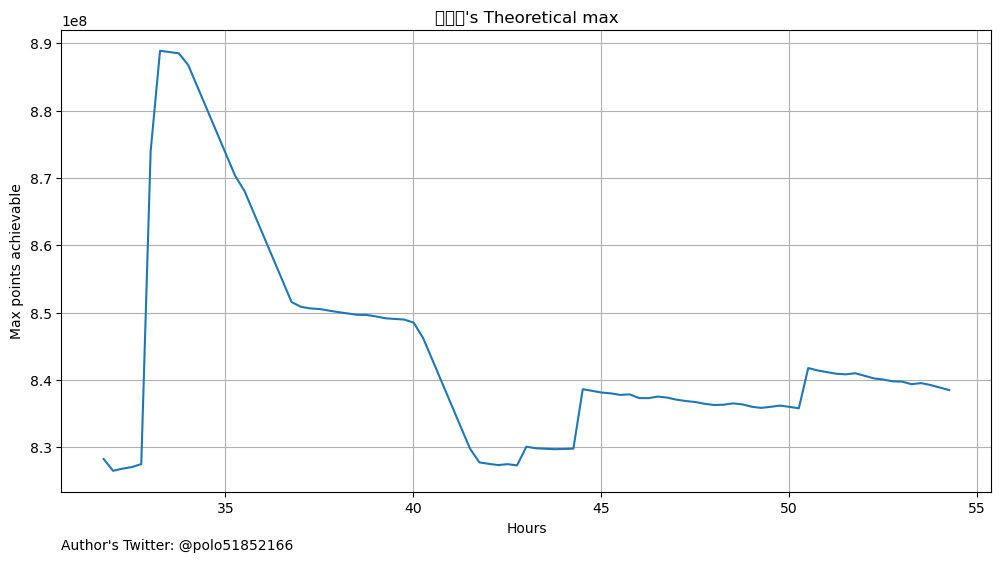 's Theoretical max
1e8
Max points achievable
8.9
8.8
8.7
8.6
8.5
8.4
8.3
35
40
45
50
55
Hours
Author's Twitter: @polo51852166